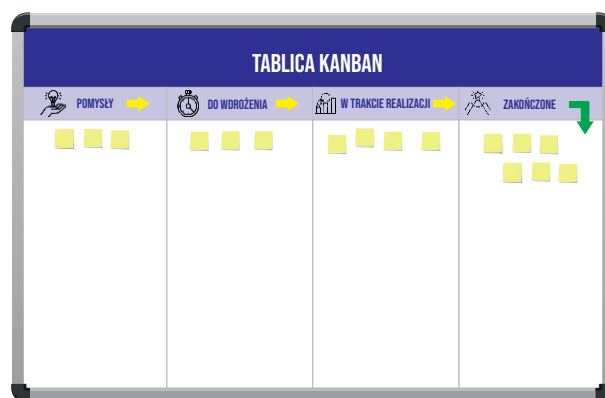 TABLICA KANBAN
POMYSŁY
DO WDROŻENIA
W TRAKCIE REALIZACJI
ZAKOŃCZONE